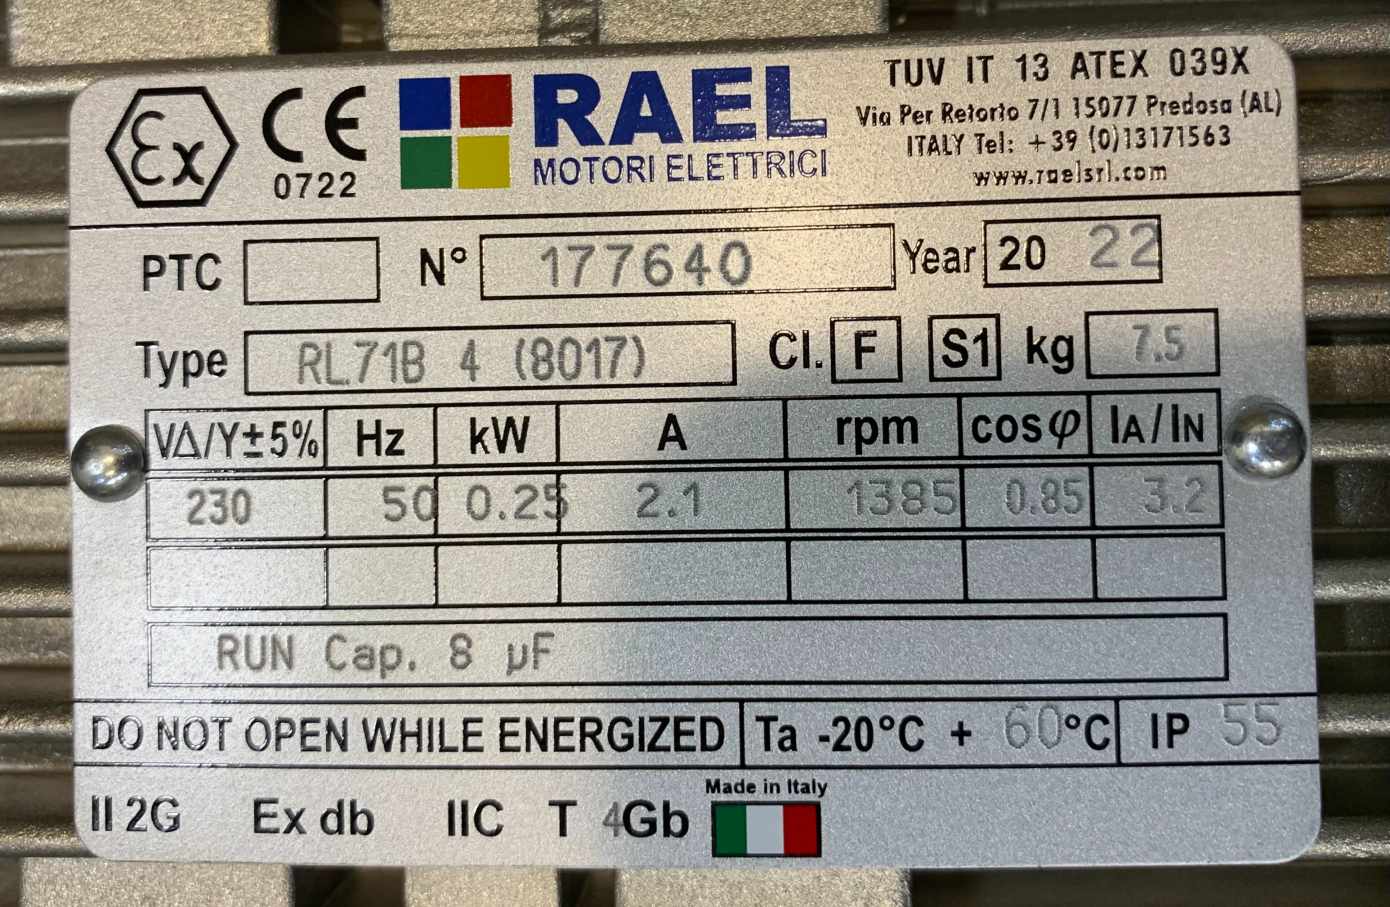 Ex CE 0722 RAEL MOTORI ELETTRICI
TUV IT 13 ATEX 039X
Via Per Retorto 7/1 15077 Predosa (AL)
ITALY Tel: +39 (0)13171563
www.raelsrl.com
PTC N° 177640 Year 20 22
Type RL71B 4 (8017) Cl. F S1 kg 7.5
VΔ/Y±5% Hz kW A rpm cosφ IA/IN
230 50 0.25 2.1 1385 0.85 3.2
RUN Cap. 8 µF
DO NOT OPEN WHILE ENERGIZED Ta -20°C + 60°C IP 55
II 2G Ex db IIC T 4Gb Made in Italy